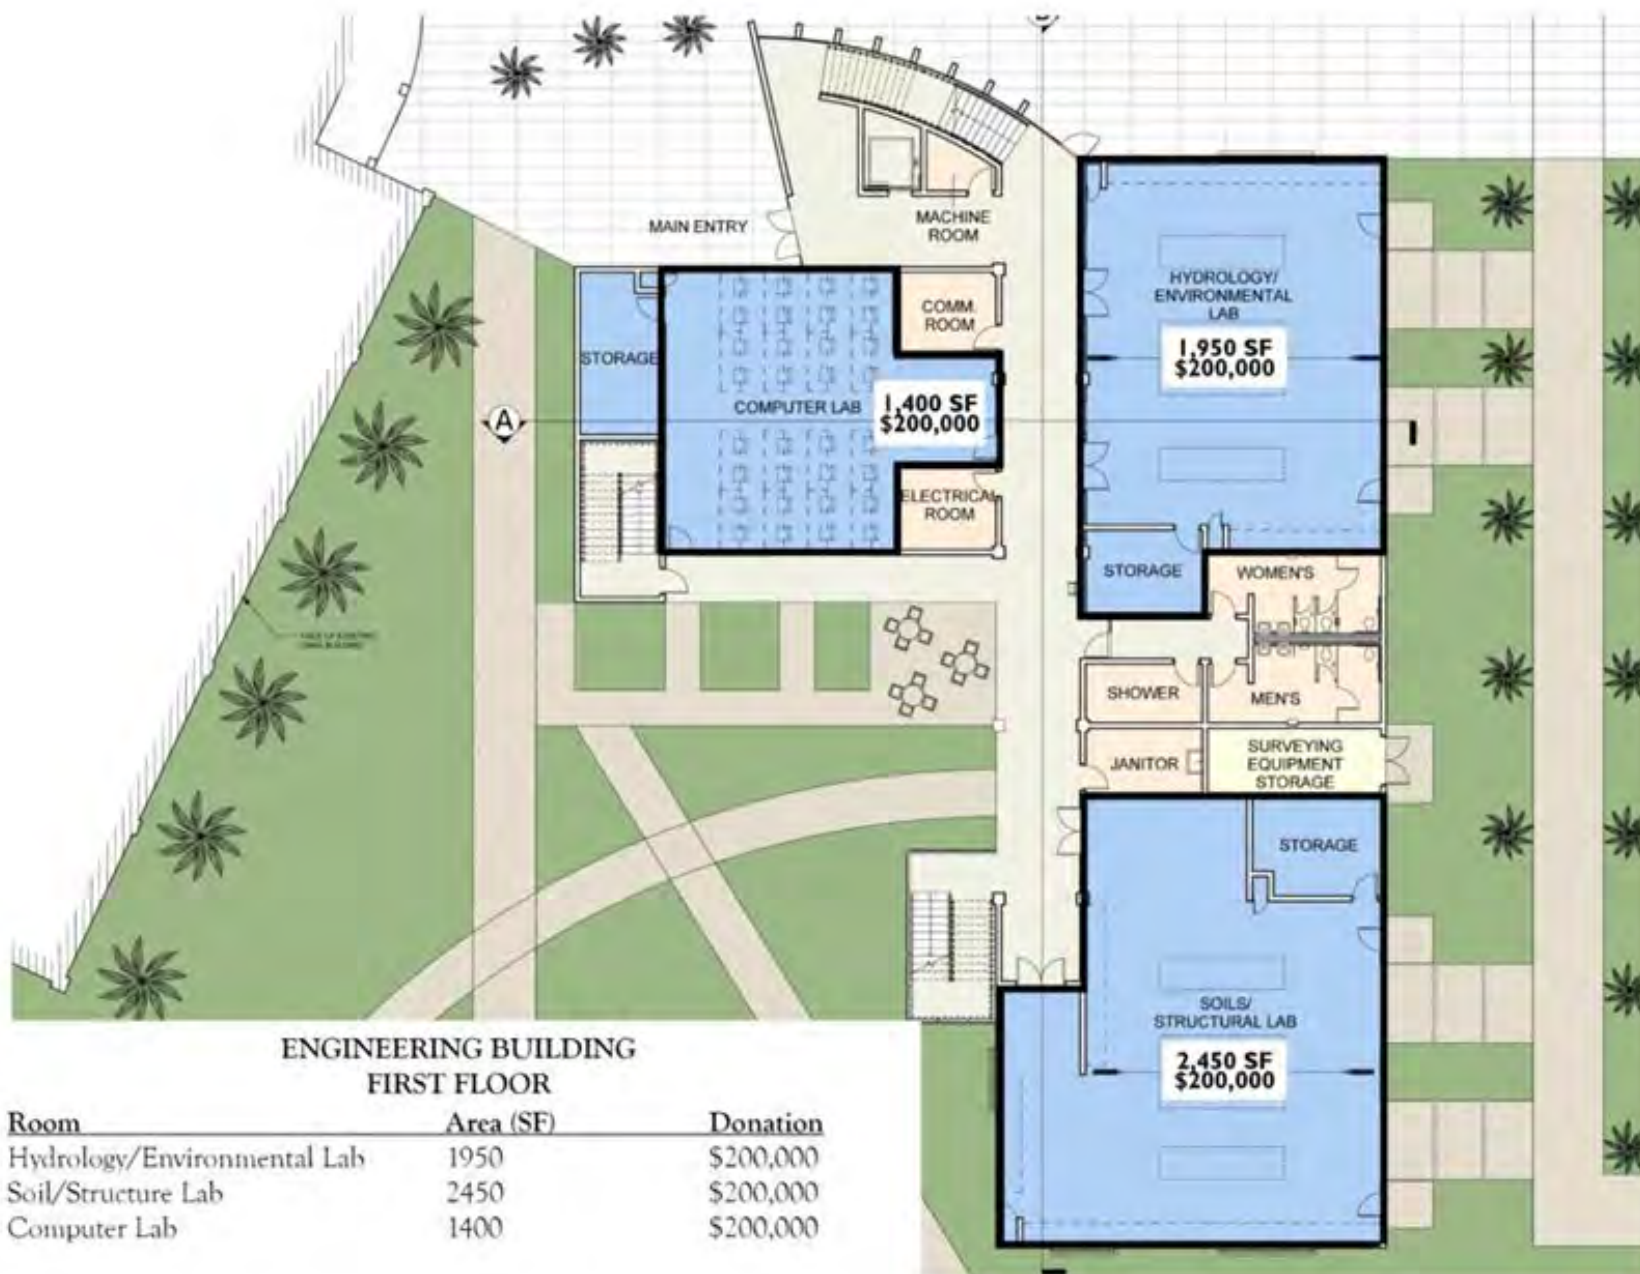 MAIN ENTRY
MACHINE
ROOM
COMM.
ROOM
STORAGE
COMPUTER LAB
1,400 SF
$200,000
A
ELECTRICAL
ROOM
HYDROLOGY/
ENVIRONMENTAL
LAB
1,950 SF
$200,000
STORAGE
WOMEN'S
SHOWER
MEN'S
JANITOR
SURVEYING
EQUIPMENT
STORAGE
STORAGE
SOILS/
STRUCTURAL LAB
2,450 SF
$200,000
ENGINEERING BUILDING
FIRST FLOOR
Room Area (SF) Donation
Hydrology/Environmental Lab 1950 $200,000
Soil/Structure Lab 2450 $200,000
Computer Lab 1400 $200,000